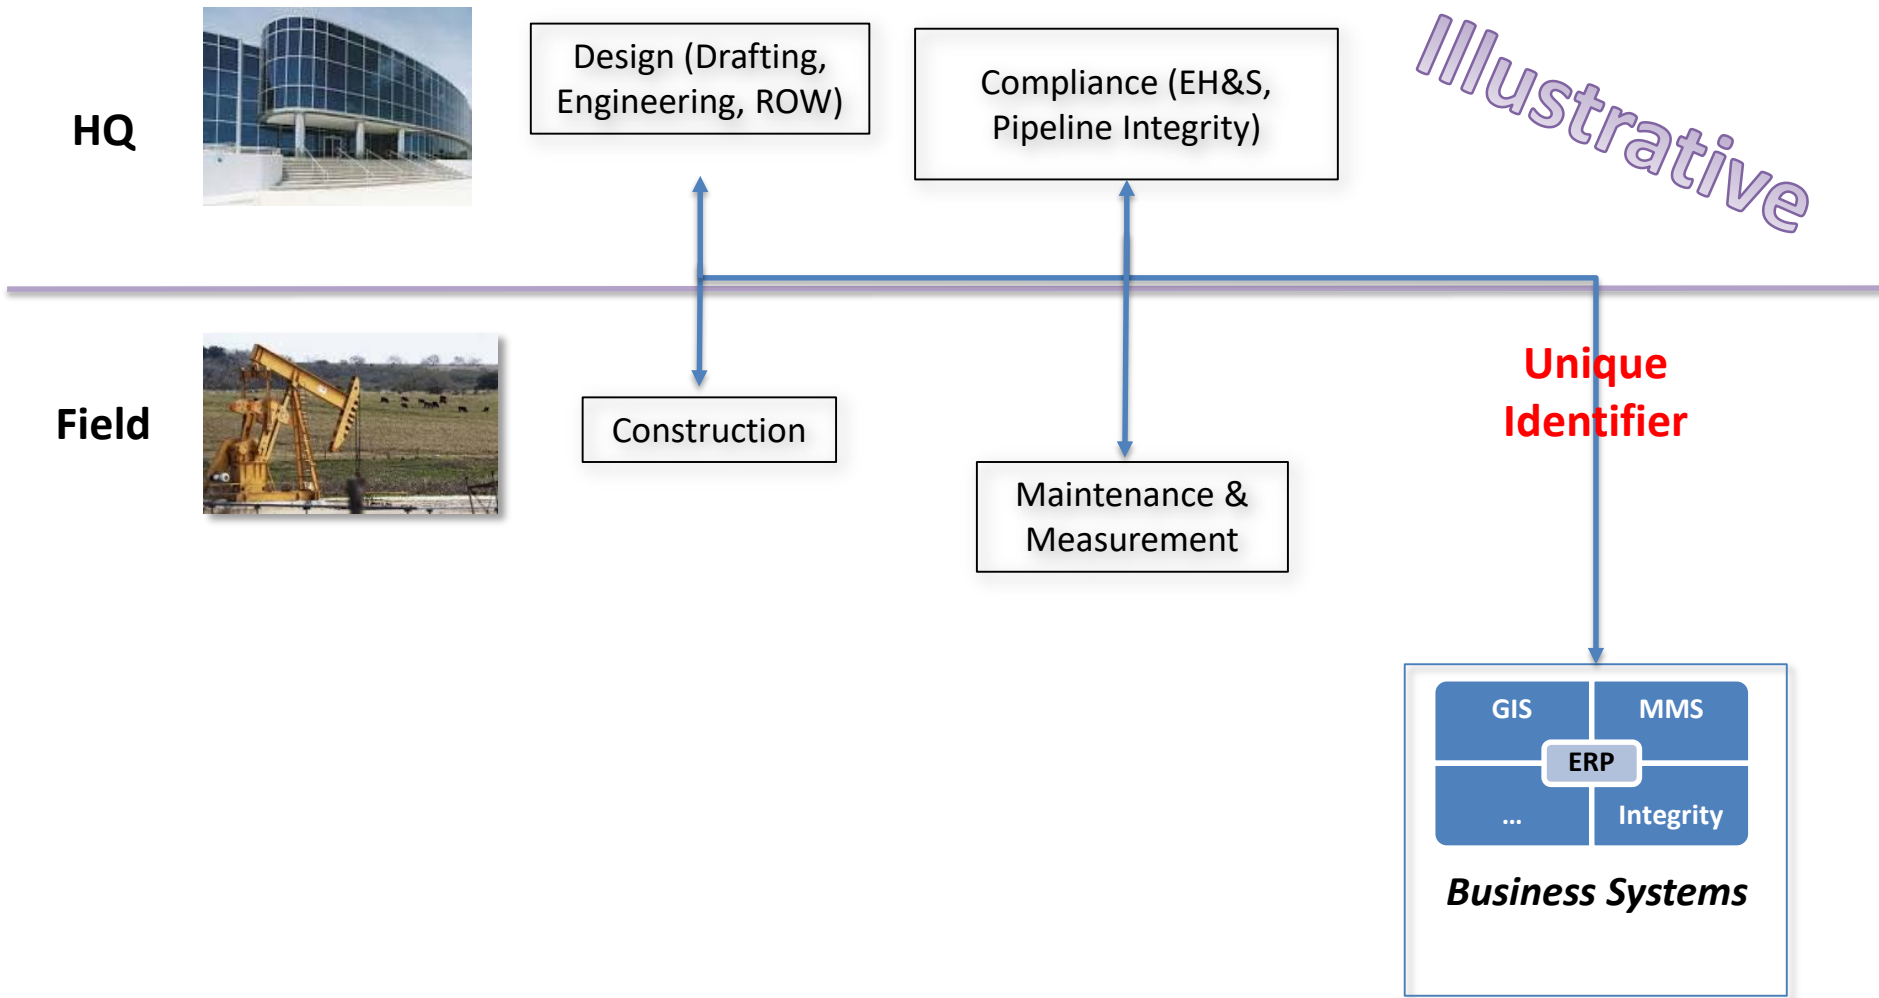 HQ
Design (Drafting,
Engineering, ROW)
Compliance (EH&S,
Pipeline Integrity)
Illustrative
Field
Construction
Maintenance &
Measurement
Unique
Identifier
GIS
MMS
ERP
...
Integrity
Business Systems